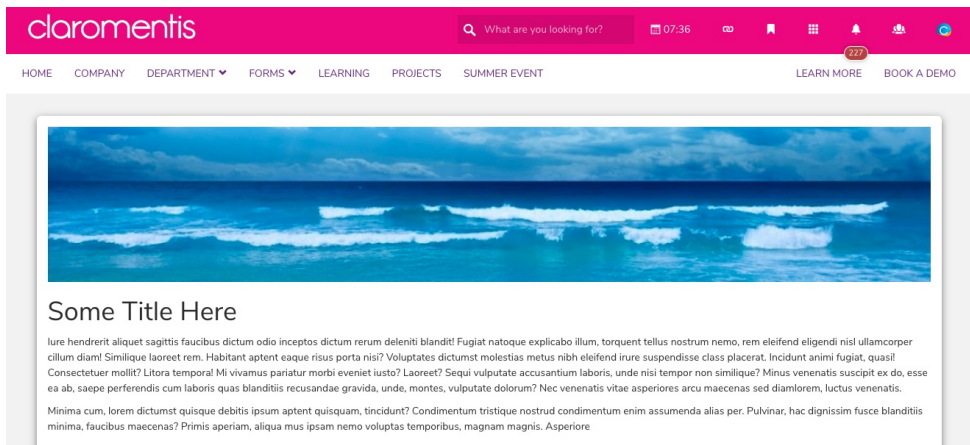 claromentis
What are you looking for?
07:36
227
HOME COMPANY DEPARTMENT FORMS LEARNING PROJECTS SUMMER EVENT LEARN MORE BOOK A DEMO
Some Title Here
Iure hendrerit aliquet sagittis faucibus dictum odio inceptos dictum rerum deleniti blandit! Fugiat natoque explicabo illum, torquent tellus nostrum nemo, rem eleifend eligendi nisl ullamcorper
cillum diam! Similique laoreet rem. Habitant aptent eaque risus porta nisi? Voluptates dictumst molestias metus nibh eleifend irure suspendisse class placerat. Incidunt animi fugiat, quasi!
Consectetuer mollit? Litora tempora! Mi vivamus pariatur morbi eveniet iusto? Laoreet? Sequi vulputate accusantium laboris, unde nisi tempor non similique? Minus venenatis suscipit ex do, esse
ea ab, saepe perferendis cum laboris quas blanditiis recusandae gravida, unde, montes, vulputate dolorum? Nec venenatis vitae asperiores arcu maecenas sed diamlorem, luctus venenatis.
Minima cum, lorem dictumst quisque debitis ipsum aptent quisquam, tincidunt? Condimentum tristique nostrud condimentum enim assumenda alias per. Pulvinar, hac dignissim fusce blanditiis
minima, faucibus maecenas? Primis aperiam, aliqua mus ipsam nemo voluptas temporibus, magnam magnis. Asperiore